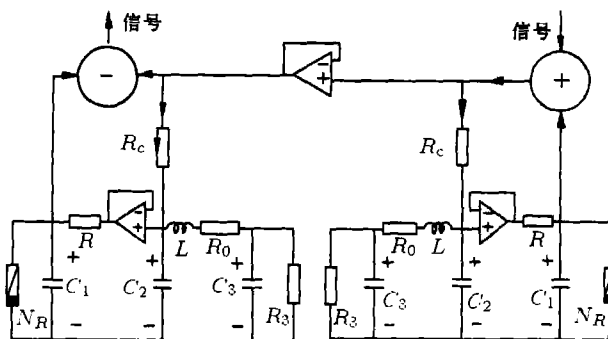 信号
信号
−
−
+
+
R_c
R_c
−
+
R
L
R_0
R_0
L
+
−
R
+
+
+
+
+
+
C_1
C_2
C_3
R_3
N_R
R_3
C_3
C_2
C_1
N_R
−
−
−
−
−
−